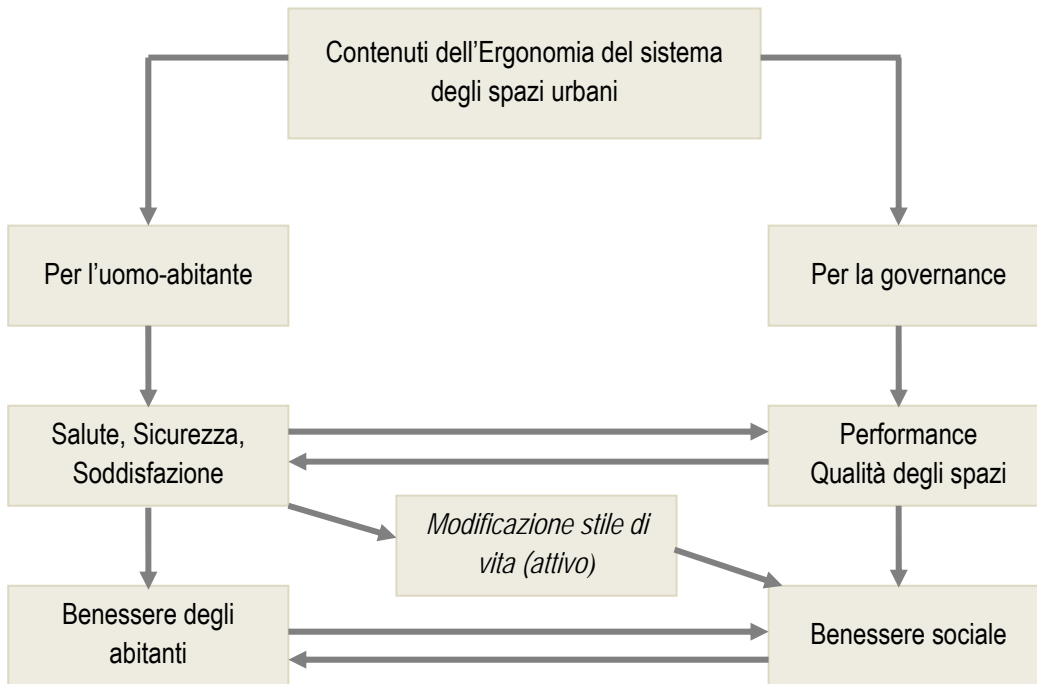 Contenuti dell’Ergonomia del sistema
degli spazi urbani
Per l’uomo-abitante
Per la governance
Salute, Sicurezza,
Soddisfazione
Performance
Qualità degli spazi
Modificazione stile di
vita (attivo)
Benessere degli
abitanti
Benessere sociale